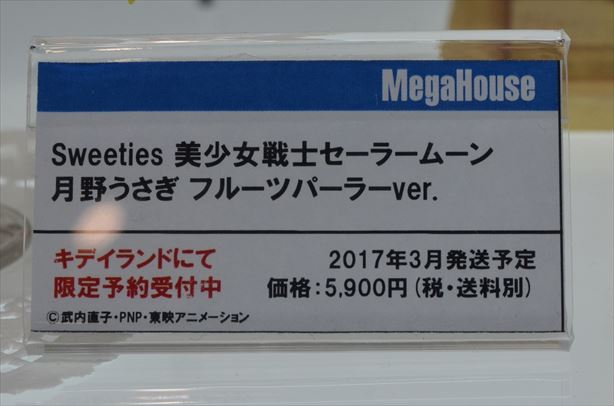 MegaHouse
Sweeties 美少女戦士セーラームーン
月野うさぎ フルーツパーラーver.
キデイランドにて
限定予約受付中
2017年3月発送予定
価格:5,900円(税・送料別)
©武内直子・PNP・東映アニメーション